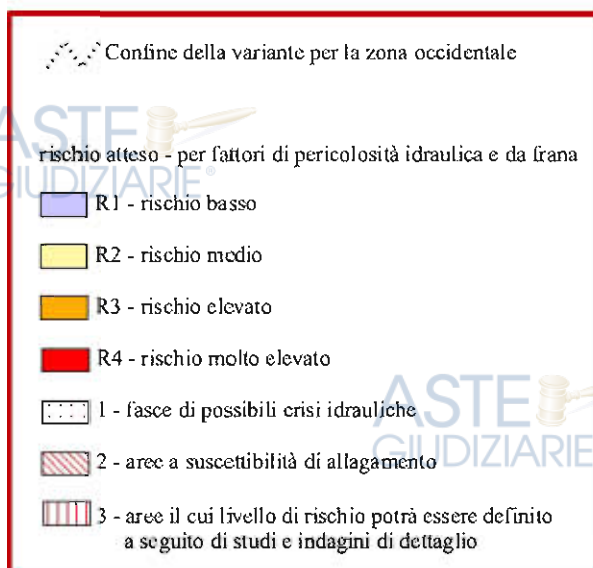 Confine della variante per la zona occidentale
ASTE
GIUDIZIARIE®
rischio atteso - per fattori di pericolosità idraulica e da frana
R1 - rischio basso
R2 - rischio medio
R3 - rischio elevato
R4 - rischio molto elevato
1 - fasce di possibili crisi idrauliche
ASTE
GIUDIZIARIE
2 - aree a suscettibilità di allagamento
3 - aree il cui livello di rischio potrà essere definito
a seguito di studi e indagini di dettaglio